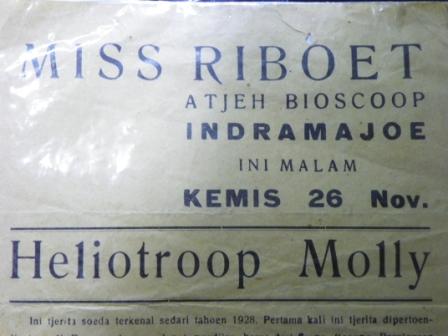 MISS RIBOET
ATJEH BIOSCOOP
INDRAMAJOE
INI MALAM
KEMIS 26 Nov.
Heliotroop Molly
Ini tjerita soeda terkenal sedari tahoen 1928. Pertama kali ini tjerita dipertoen-